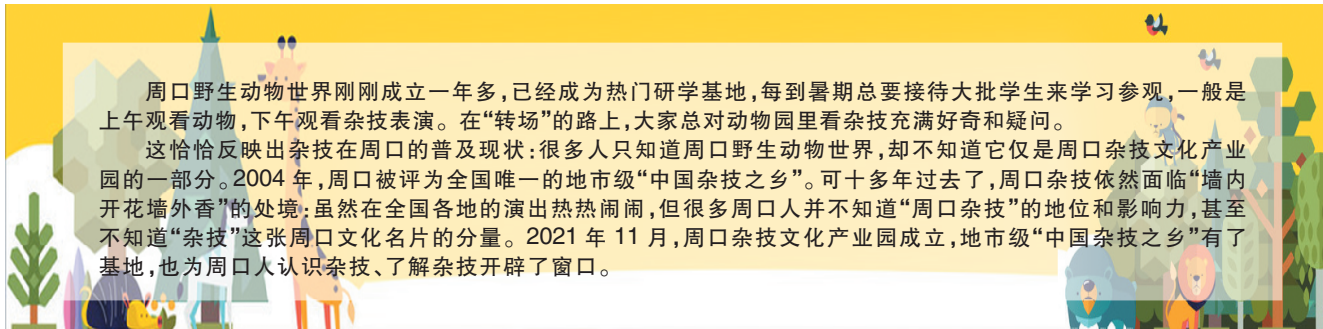 周口野生动物世界刚刚成立一年多,已经成为热门研学基地,每到暑期总要接待大批学生来学习参观,一般是
上午观看动物,下午观看杂技表演。在“转场”的路上,大家总对动物园里看杂技充满好奇和疑问。
这恰恰反映出杂技在周口的普及现状:很多人只知道周口野生动物世界,却不知道它仅是周口杂技文化产业
园的一部分。2004 年,周口被评为全国唯一的地市级“中国杂技之乡”。可十多年过去了,周口杂技依然面临“墙内
开花墙外香”的处境:虽然在全国各地的演出热热闹闹,但很多周口人并不知道“周口杂技”的地位和影响力,甚至
不知道“杂技”这张周口文化名片的分量。2021 年 11 月,周口杂技文化产业园成立,地市级“中国杂技之乡”有了
基地,也为周口人认识杂技、了解杂技开辟了窗口。